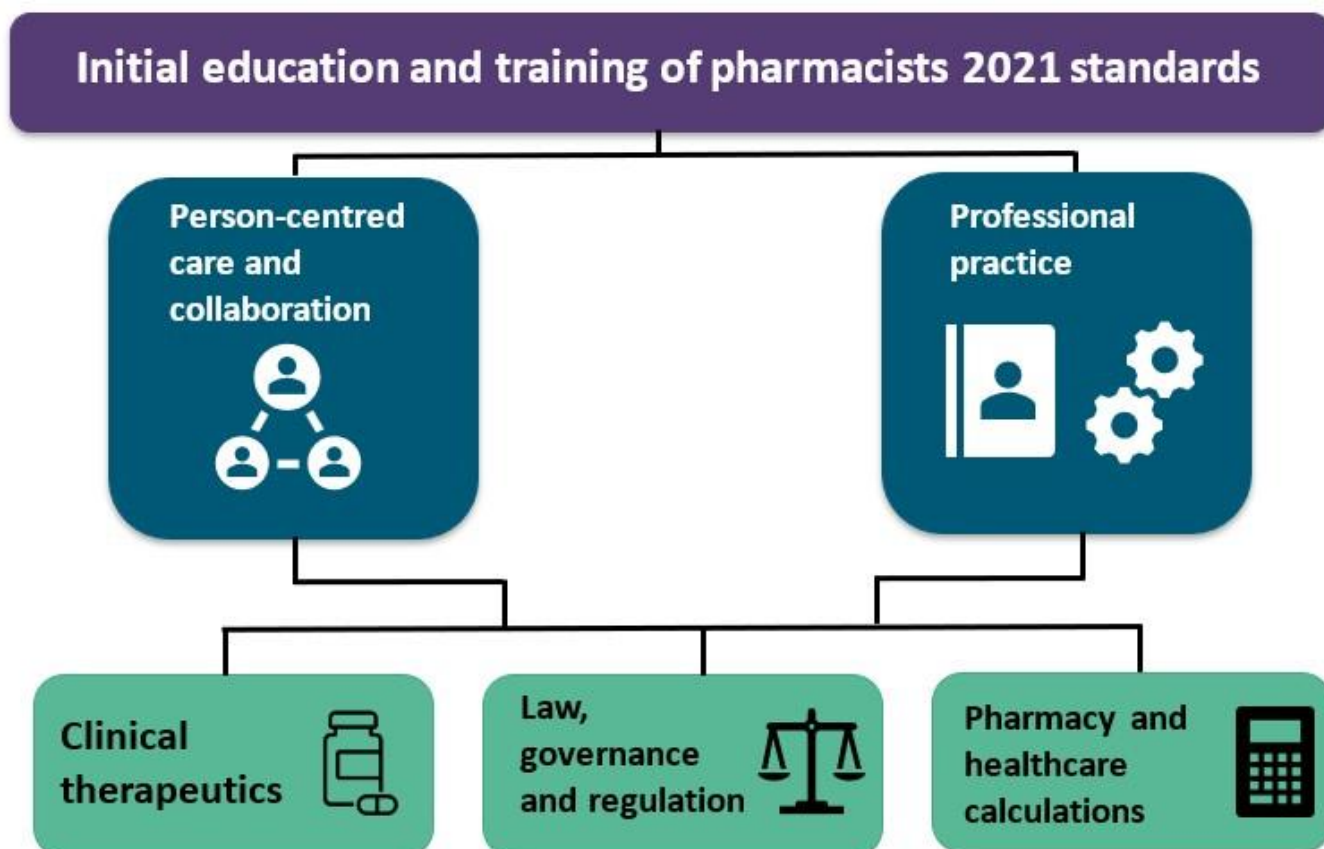 Initial education and training of pharmacists 2021 standards
Person-centred
care and
collaboration
Professional
practice
Clinical
therapeutics
Law,
governance
and regulation
Pharmacy and
healthcare
calculations